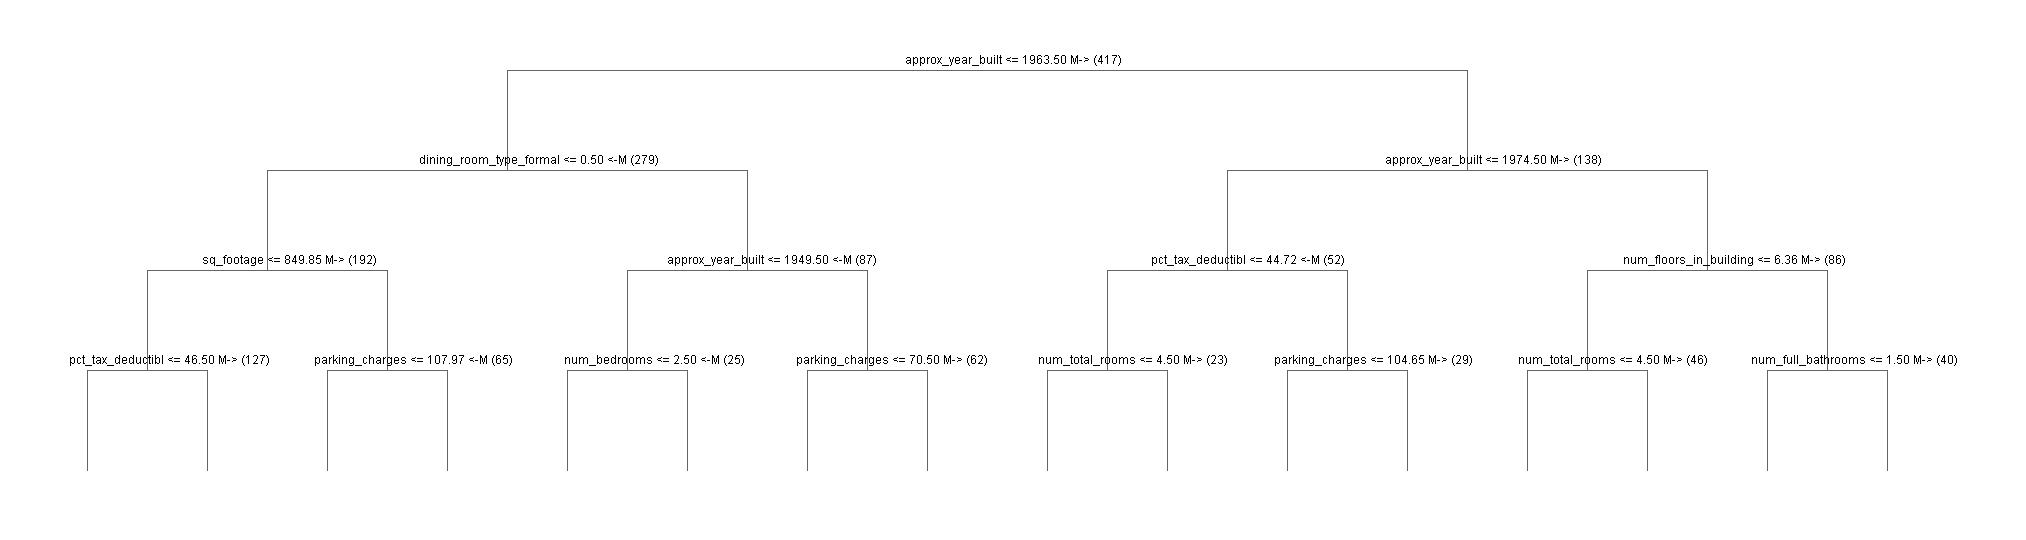 approx_year_built <= 1963.50 M-> (417)
dining_room_type_formal <= 0.50 <-M (279)
approx_year_built <= 1974.50 M-> (138)
sq_footage <= 849.85 M-> (192)
approx_year_built <= 1949.50 <-M (87)
pct_tax_deductibl <= 44.72 <-M (52)
num_floors_in_building <= 6.36 M-> (86)
pct_tax_deductibl <= 46.50 M-> (127)
parking_charges <= 107.97 <-M (65)
num_bedrooms <= 2.50 <-M (25)
parking_charges <= 70.50 M-> (62)
num_total_rooms <= 4.50 M-> (23)
parking_charges <= 104.65 M-> (29)
num_total_rooms <= 4.50 M-> (46)
num_full_bathrooms <= 1.50 M-> (40)